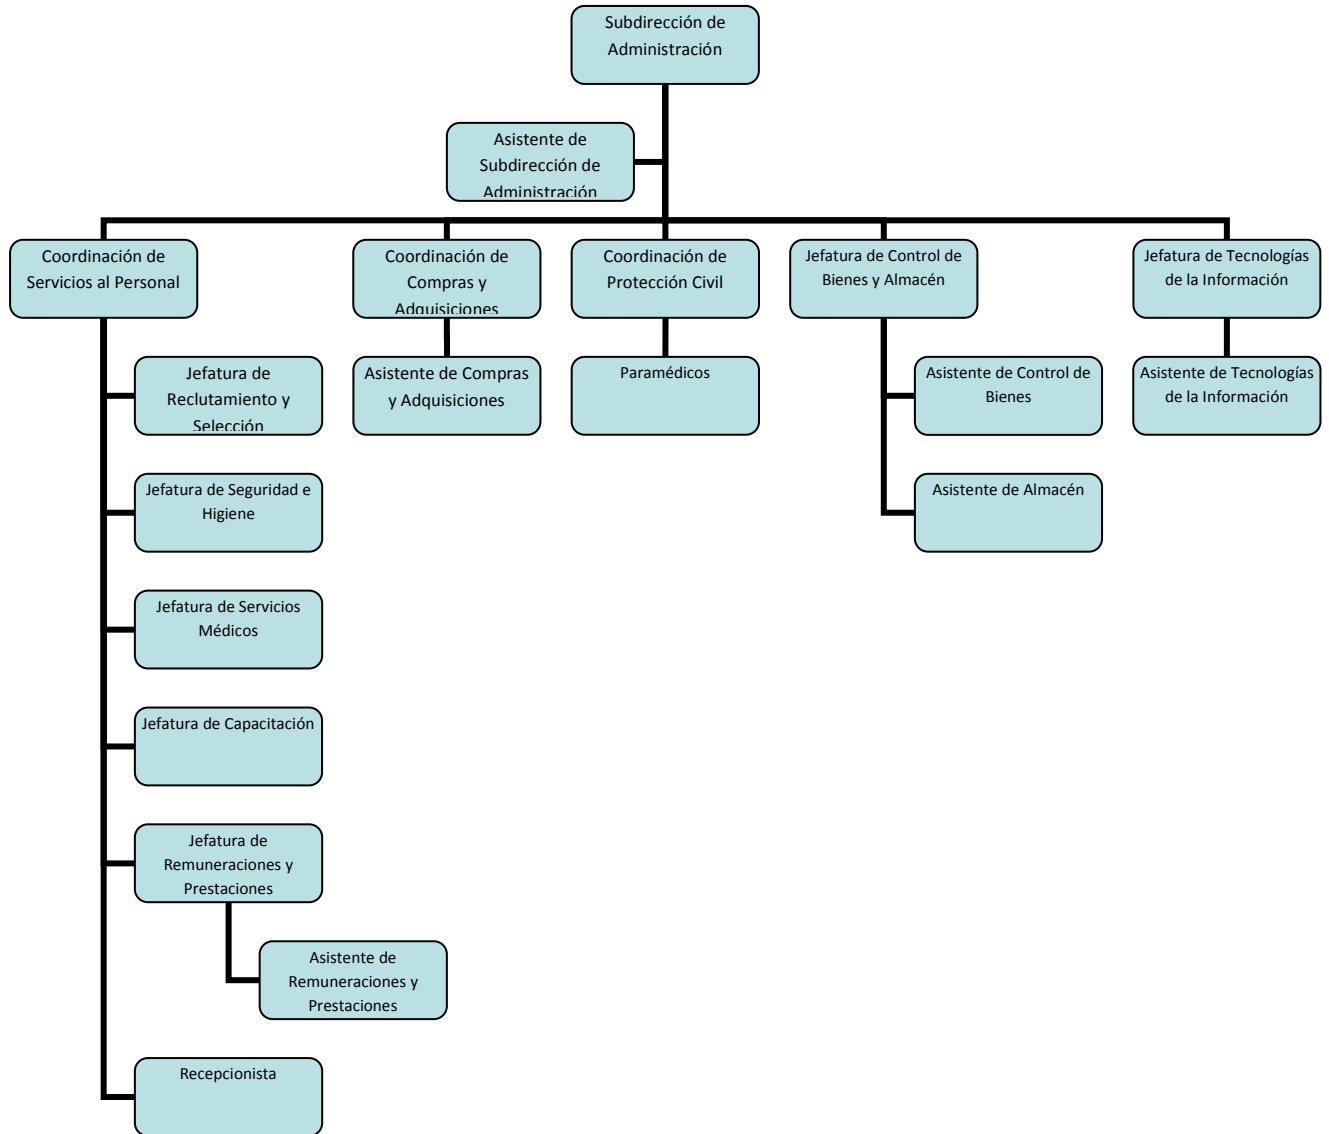 Subdirección de
Administración
Asistente de
Subdirección de
Administración
Coordinación de
Servicios al Personal
Coordinación de
Compras y
Adquisiciones
Coordinación de
Protección Civil
Jefatura de Control de
Bienes y Almacén
Jefatura de Tecnologías
de la Información
Jefatura de
Reclutamiento y
Selección
Asistente de Compras
y Adquisiciones
Paramédicos
Asistente de Control de
Bienes
Asistente de Tecnologías
de la Información
Jefatura de Seguridad e
Higiene
Asistente de Almacén
Jefatura de Servicios
Médicos
Jefatura de Capacitación
Jefatura de
Remuneraciones y
Prestaciones
Asistente de
Remuneraciones y
Prestaciones
Recepcionista